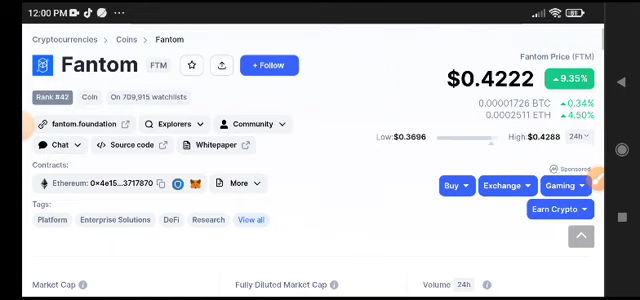 12:00 PM
81
Cryptocurrencies > Coins > Fantom
Fantom FTM
+ Follow
Rank #42 Coin On 709,915 watchlists
fantom.foundation Explorers Community
Chat Source code Whitepaper
Contracts:
Ethereum: 0x4e15...3717870 More
Tags:
Platform Enterprise Solutions DeFi Research View all
Fantom Price (FTM)
$0.4222 9.35%
0.00001726 BTC 0.34%
0.0002511 ETH 4.50%
Low: $0.3696 High: $0.4288 24h
Sponsored
Buy Exchange Gaming
Earn Crypto
Market Cap Fully Diluted Market Cap Volume 24h